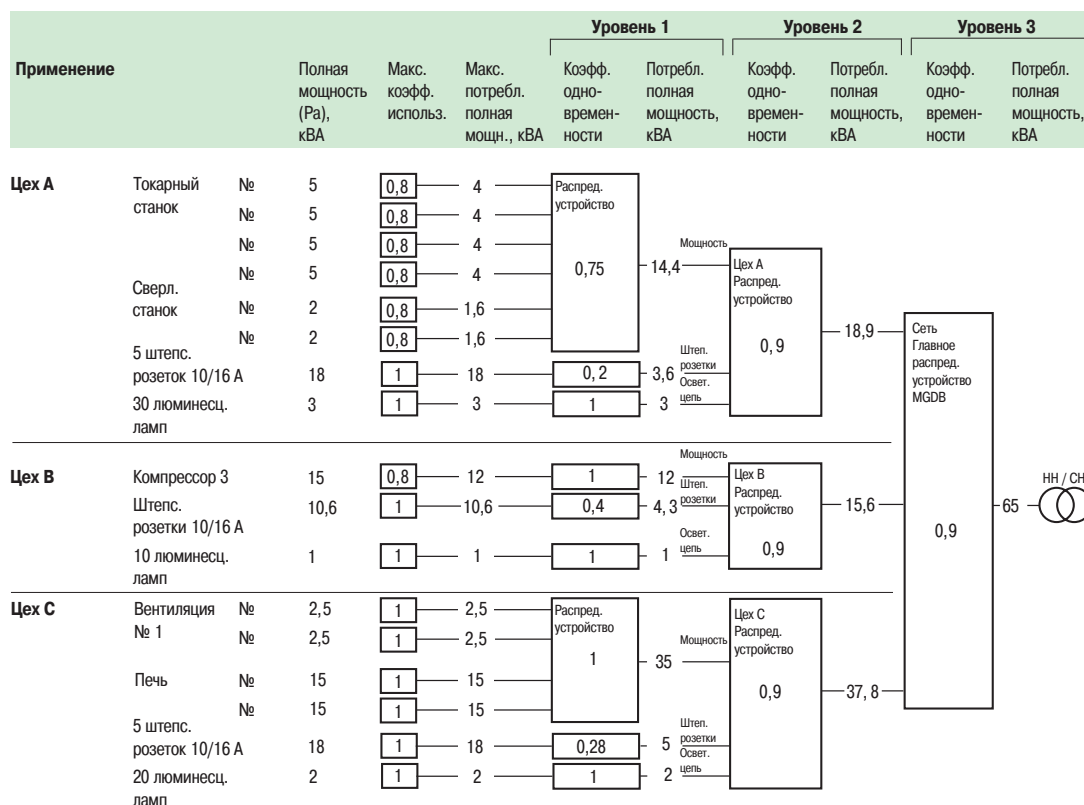 Уровень 1 Уровень 2 Уровень 3
Применение Полная Макс. Макс. Коэфф. Потребл. Коэфф. Потребл. Коэфф. Потребл.
мощность коэфф. потребл. одно- полная одно- полная одно- полная
(Pa), использ. полная времен- мощность, времен- мощность, времен- мощность,
кВА мощн., кВА ности кВА ности кВА ности кВА
Цех A Токарный № 5 0,8 4 Распред.
станок № 5 0,8 4 устройство
№ 5 0,8 4 Мощность
№ 5 0,8 4 0,75 14,4 Цех A
Сверл. Распред.
станок № 2 0,8 1,6 устройство
№ 2 0,8 1,6 0,9 18,9 Сеть
Главное
распред.
устройство
MGDB
5 штепс. Штеп.
розеток 10/16 A 18 1 18 0,2 3,6 розетки
Освет.
30 люминесц. 3 1 3 1 3 цепь
ламп
Мощность
Цех B Компрессор 3 15 0,8 12 1 12 Цех B
Штепс. 10,6 1 10,6 0,4 4,3 Штеп. Распред. 15,6 65 НН / СН
розетки 10/16 A розетки устройство
Освет. 0,9
10 люминесц. 1 1 1 1 1 цепь 0,9
ламп
Цех C Вентиляция № 2,5 1 2,5 Распред. Цех C
№ 1 № 2,5 1 2,5 устройство Мощность Распред.
1 35 устройство
Печь № 15 1 15 0,9 37,8
№ 15 1 15
5 штепс. Штеп.
розеток 10/16 A 18 1 18 0,28 5 розетки
Освет.
20 люминесц. 2 1 2 1 2 цепь
ламп